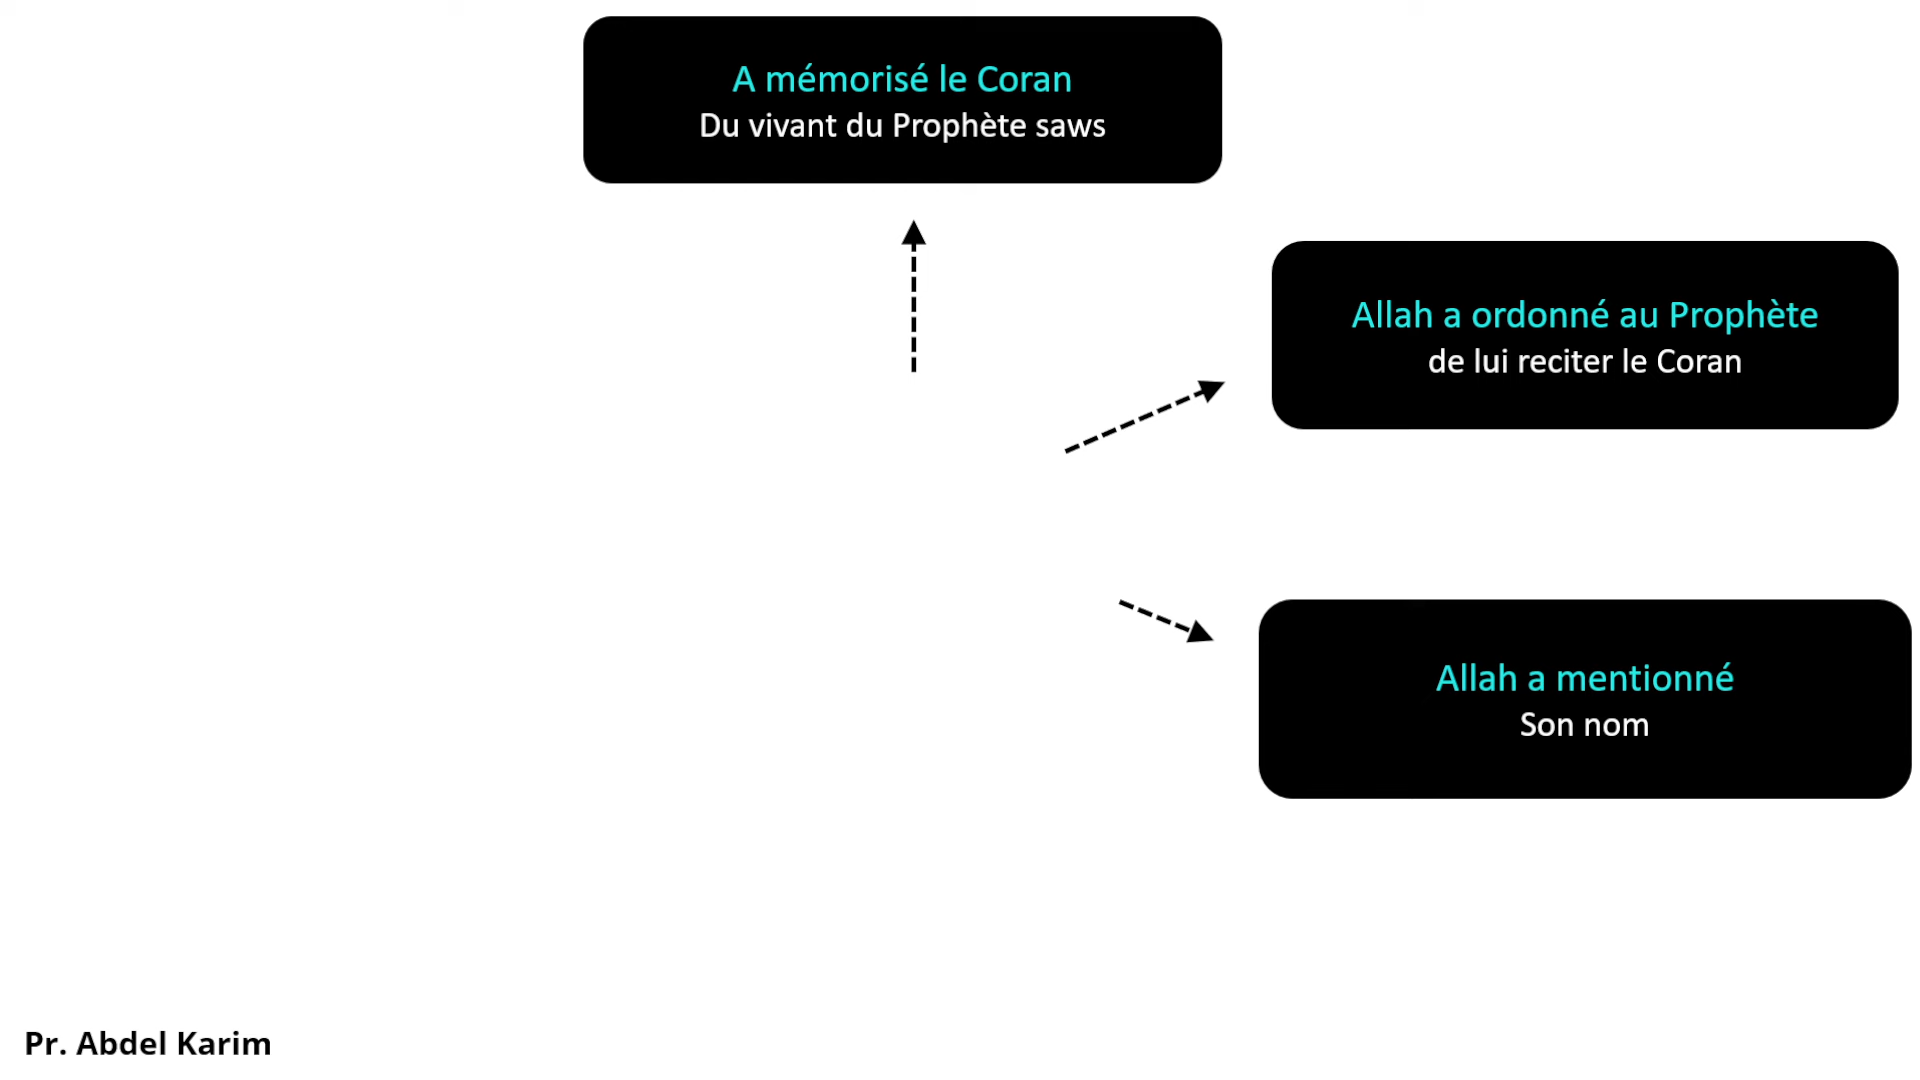 A mémorisé le Coran
Du vivant du Prophète saws
Allah a ordonné au Prophète
de lui reciter le Coran
Allah a mentionné
Son nom
Pr. Abdel Karim